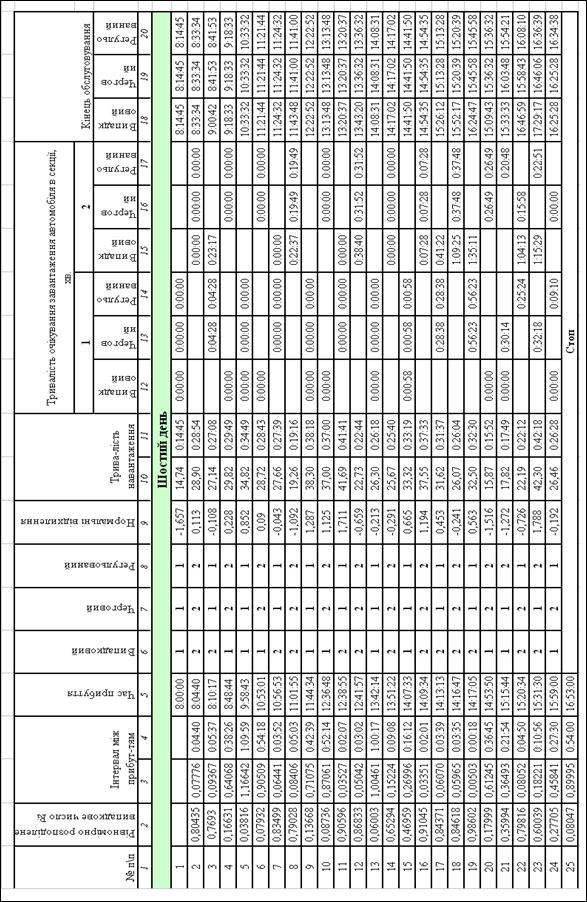 № п\п Рівномірно розподілене випадкове число ξi Інтервал між прибут-тям Час прибуття Випадковий Черговий Регульований Нормальні відхилення Трива-лість навантаження Тривалість очікування завантаження автомобіля в секції, хв Кінець обслуговування
1 2
Випадк овий Чергов ий Регульо ваний Випадк овий Чергов ий Регульо ваний Випадк овий Чергов ий Регульо ваний
1 2 3 4 5 6 7 8 9 10 11 12 13 14 15 16 17 18 19 20
Шостий день
1 8:00:00 1 1 1 -1,657 14,74 0:14:45 0:00:00 0:00:00 0:00:00 8:14:45 8:14:45 8:14:45
2 0,80435 0,07776 0:04:40 8:04:40 2 2 2 0,113 28,90 0:28:54 0:00:00 0:00:00 0:00:00 8:33:34 8:33:34 8:33:34
3 0,7693 0,09367 0:05:37 8:10:17 2 1 1 -0,108 27,14 0:27:08 0:04:28 0:04:28 0:23:17 9:00:42 8:41:53 8:41:53
4 0,16631 0,64068 0:38:26 8:48:44 1 2 2 0,228 29,82 0:29:49 0:00:00 0:00:00 0:00:00 9:18:33 9:18:33 9:18:33
5 0,03816 1,16642 1:09:59 9:58:43 1 1 1 0,852 34,82 0:34:49 0:00:00 0:00:00 0:00:00 10:33:32 10:33:32 10:33:32
6 0,07932 0,90509 0:54:18 10:53:01 1 2 2 0,09 28,72 0:28:43 0:00:00 0:00:00 0:00:00 11:21:44 11:21:44 11:21:44
7 0,83499 0,06441 0:03:52 10:56:53 2 1 1 -0,043 27,66 0:27:39 0:00:00 0:00:00 0:00:00 11:24:32 11:24:32 11:24:32
8 0,79028 0,08406 0:05:03 11:01:55 2 2 2 -1,092 19,26 0:19:16 0:22:37 0:19:49 0:19:49 11:43:48 11:41:00 11:41:00
9 0,13668 0,71075 0:42:39 11:44:34 1 1 1 1,287 38,30 0:38:18 0:00:00 0:00:00 0:00:00 12:22:52 12:22:52 12:22:52
10 0,08736 0,87061 0:52:14 12:36:48 1 2 2 1,125 37,00 0:37:00 0:00:00 0:00:00 0:00:00 13:13:48 13:13:48 13:13:48
11 0,90596 0,03527 0:02:07 12:38:55 2 1 1 1,711 41,69 0:41:41 0:00:00 0:00:00 0:00:00 13:20:37 13:20:37 13:20:37
12 0,86833 0,05042 0:03:02 12:41:57 2 2 2 -0,659 22,73 0:22:44 0:38:40 0:31:52 0:31:52 13:43:20 13:36:32 13:36:32
13 0,06003 1,00461 1:00:17 13:42:14 1 1 1 -0,213 26,30 0:26:18 0:00:00 0:00:00 0:00:00 14:08:31 14:08:31 14:08:31
14 0,65294 0,15224 0:09:08 13:51:22 2 2 2 -0,291 25,67 0:25:40 0:00:00 0:00:00 0:00:00 14:17:02 14:17:02 14:17:02
15 0,46959 0,26996 0:16:12 14:07:33 1 1 1 0,665 33,32 0:33:19 0:00:58 0:00:58 0:00:58 14:41:50 14:41:50 14:41:50
16 0,91045 0,03351 0:02:01 14:09:34 2 2 2 1,194 37,55 0:37:33 0:07:28 0:07:28 0:07:28 14:54:35 14:54:35 14:54:35
17 0,84371 0,06070 0:03:39 14:13:13 2 1 1 0,453 31,62 0:31:37 0:28:38 0:28:38 0:41:22 15:26:12 15:13:28 15:13:28
18 0,84618 0,05965 0:03:35 14:16:47 2 2 2 -0,241 26,07 0:26:04 1:09:25 0:37:48 0:37:48 15:52:17 15:20:39 15:20:39
19 0,98602 0,00503 0:00:18 14:17:05 2 1 1 0,563 32,50 0:32:30 0:56:23 0:56:23 1:35:11 16:24:47 15:45:58 15:45:58
20 0,17999 0,61245 0:36:45 14:53:50 1 2 2 -1,516 15,87 0:15:52 0:00:00 0:26:49 0:26:49 15:09:43 15:36:32 15:36:32
21 0,35994 0,36493 0:21:54 15:15:44 1 1 2 -1,272 17,82 0:17:49 0:00:00 0:30:14 0:20:48 15:33:33 16:03:48 15:54:21
22 0,79816 0,08052 0:04:50 15:20:34 2 2 1 -0,726 22,19 0:22:12 0:25:24 1:04:13 0:15:58 16:46:59 15:58:43 16:08:10
23 0,60039 0,18221 0:10:56 15:31:30 2 1 2 1,788 42,30 0:42:18 0:32:18 1:15:29 0:22:51 17:29:17 16:46:06 16:36:39
24 0,27705 0,45841 0:27:30 15:59:00 1 2 1 -0,192 26,46 0:26:28 0:00:00 0:09:10 0:00:00 16:25:28 16:25:28 16:34:38
25 0,08047 0,89995 0:54:00 16:53:00 Стоп